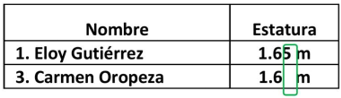 Nombre Estatura
1. Eloy Gutiérrez 1.65 m
3. Carmen Oropeza 1.6 m